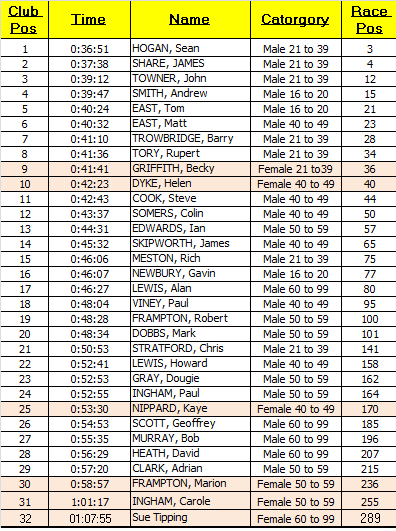 Club Pos Time Name Catorgory Race Pos
1 0:36:51 HOGAN, Sean Male 21 to 39 3
2 0:37:38 SHARE, JAMES Male 21 to 39 4
3 0:39:12 TOWNER, John Male 21 to 39 12
4 0:39:47 SMITH, Andrew Male 16 to 20 15
5 0:40:24 EAST, Tom Male 16 to 20 21
6 0:40:32 EAST, Matt Male 40 to 49 23
7 0:41:10 TROWBRIDGE, Barry Male 21 to 39 28
8 0:41:36 TORY, Rupert Male 21 to 39 34
9 0:41:41 GRIFFITH, Becky Female 21 to39 36
10 0:42:23 DYKE, Helen Female 40 to 49 40
11 0:42:43 COOK, Steve Male 40 to 49 44
12 0:43:37 SOMERS, Colin Male 40 to 49 50
13 0:44:31 EDWARDS, Ian Male 50 to 59 57
14 0:45:32 SKIPWORTH, James Male 40 to 49 65
15 0:46:06 MESTON, Rich Male 21 to 39 75
16 0:46:07 NEWBURY, Gavin Male 16 to 20 77
17 0:46:27 LEWIS, Alan Male 60 to 99 80
18 0:48:04 VINEY, Paul Male 40 to 49 95
19 0:48:28 FRAMPTON, Robert Male 50 to 59 100
20 0:48:34 DOBBS, Mark Male 50 to 59 101
21 0:50:53 STRATFORD, Chris Male 21 to 39 141
22 0:52:41 LEWIS, Howard Male 40 to 49 158
23 0:52:53 GRAY, Dougie Male 50 to 59 162
24 0:52:55 INGHAM, Paul Male 50 to 59 164
25 0:53:30 NIPPARD, Kaye Female 40 to 49 170
26 0:54:53 SCOTT, Geoffrey Male 60 to 99 185
27 0:55:35 MURRAY, Bob Male 60 to 99 196
28 0:56:29 HEATH, David Male 60 to 99 207
29 0:57:20 CLARK, Adrian Male 50 to 59 215
30 0:58:57 FRAMPTON, Marion Female 50 to 59 236
31 1:01:17 INGHAM, Carole Female 50 to 59 255
32 01:07:55 Sue Tipping Female 60 to 99 289